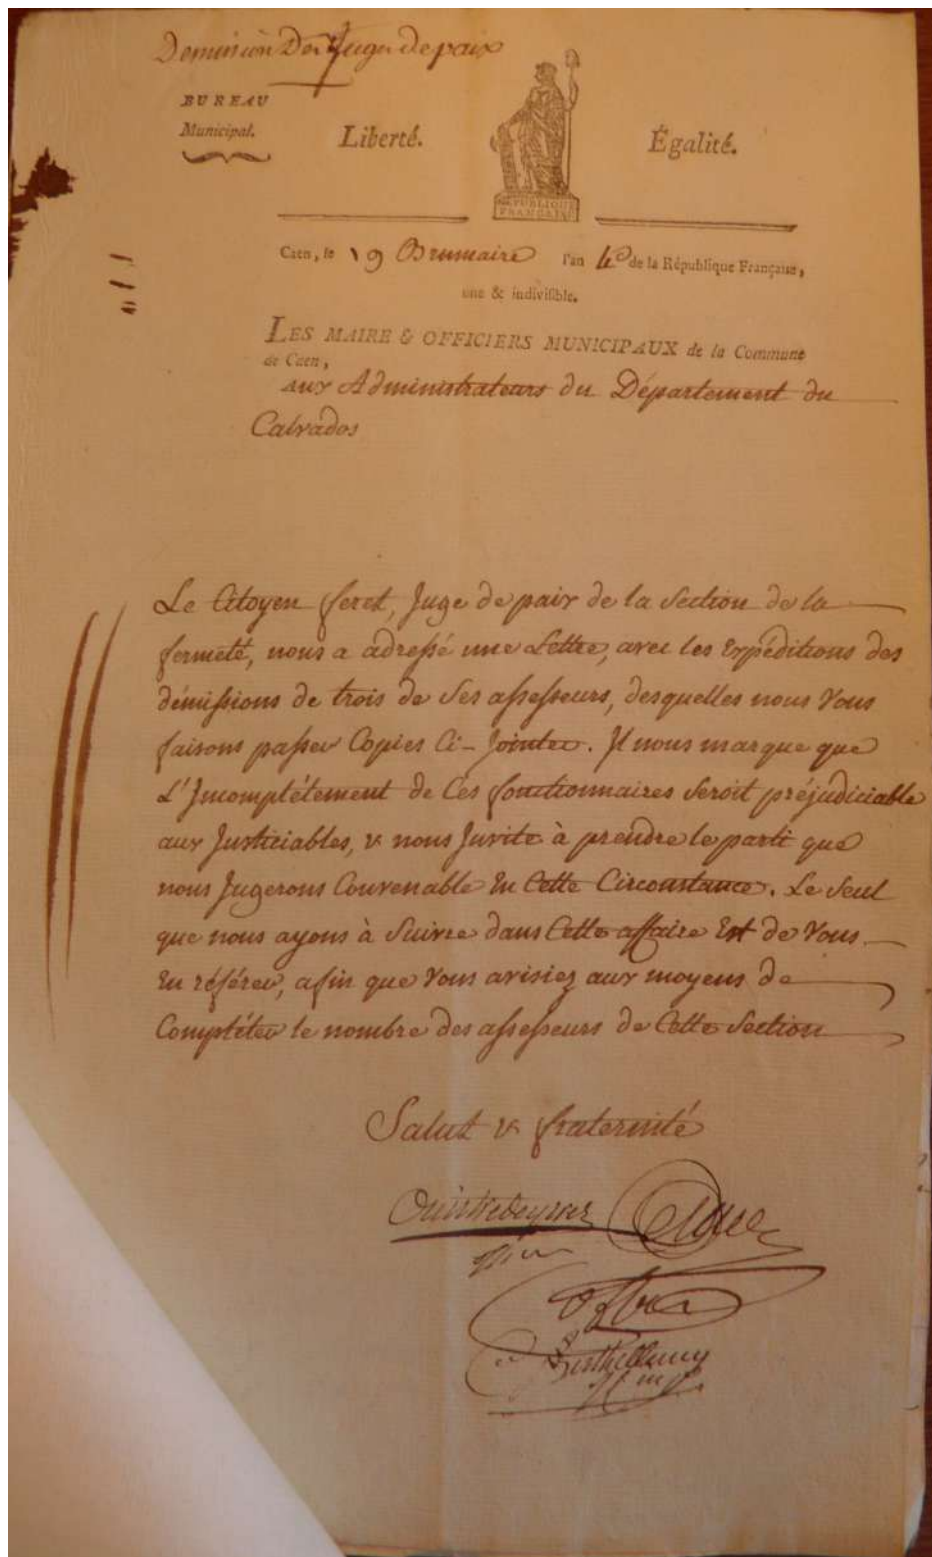 Démission Des Juges de paix
BUREAU
Municipal.
Liberté.
Égalité.
RÉPUBLIQUE
FRANÇAISE
Caen, le 19 Brumaire l'an 4e de la République Française,
une & indivisible.
LES MAIRE & OFFICIERS MUNICIPAUX de la Commune
de Caen,
aux Administrateurs du Département du
Calvados
Le Citoyen feret, Juge de paix de la Section de la
fermeté, nous a adressé une Lettre, avec les Expéditions des
démissions de trois de Ses assesseurs, desquelles nous Vous
faisons passer Copies Ci-Jointes. Il nous marque que
L'Incomplétement de Ces fonctionnaires Seroit préjudiciable
aux Justiciables, & nous Invite à prendre le parti que
nous Jugerons Convenable En Cette Circonstance. Le Seul
que nous ayons à Suivre dans Cette affaire Est de Vous
En référer, afin que Vous avisiez aux moyens de
Compléter le nombre des assesseurs de Cette Section
Salut & fraternité